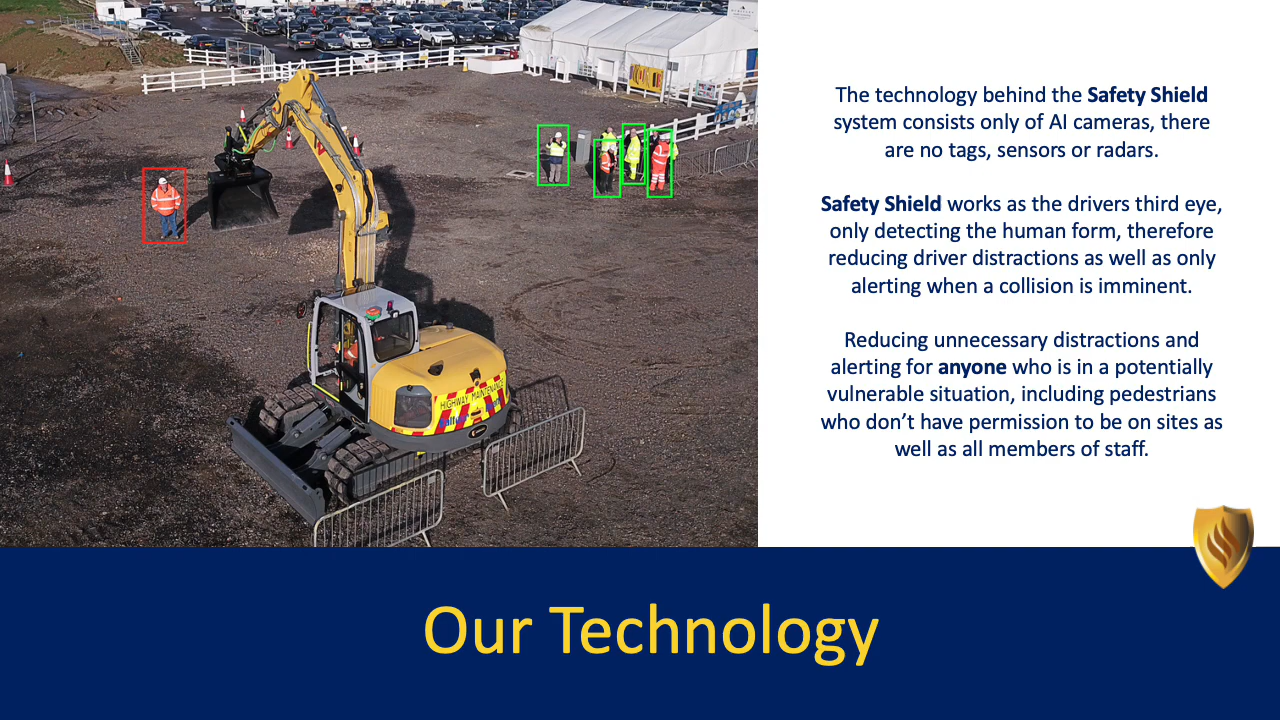 The technology behind the Safety Shield
system consists only of AI cameras, there
are no tags, sensors or radars.
Safety Shield works as the drivers third eye,
only detecting the human form, therefore
reducing driver distractions as well as only
alerting when a collision is imminent.
Reducing unnecessary distractions and
alerting for anyone who is in a potentially
vulnerable situation, including pedestrians
who don’t have permission to be on sites as
well as all members of staff.
HIGHWAY MAINTENANCE
Our Technology